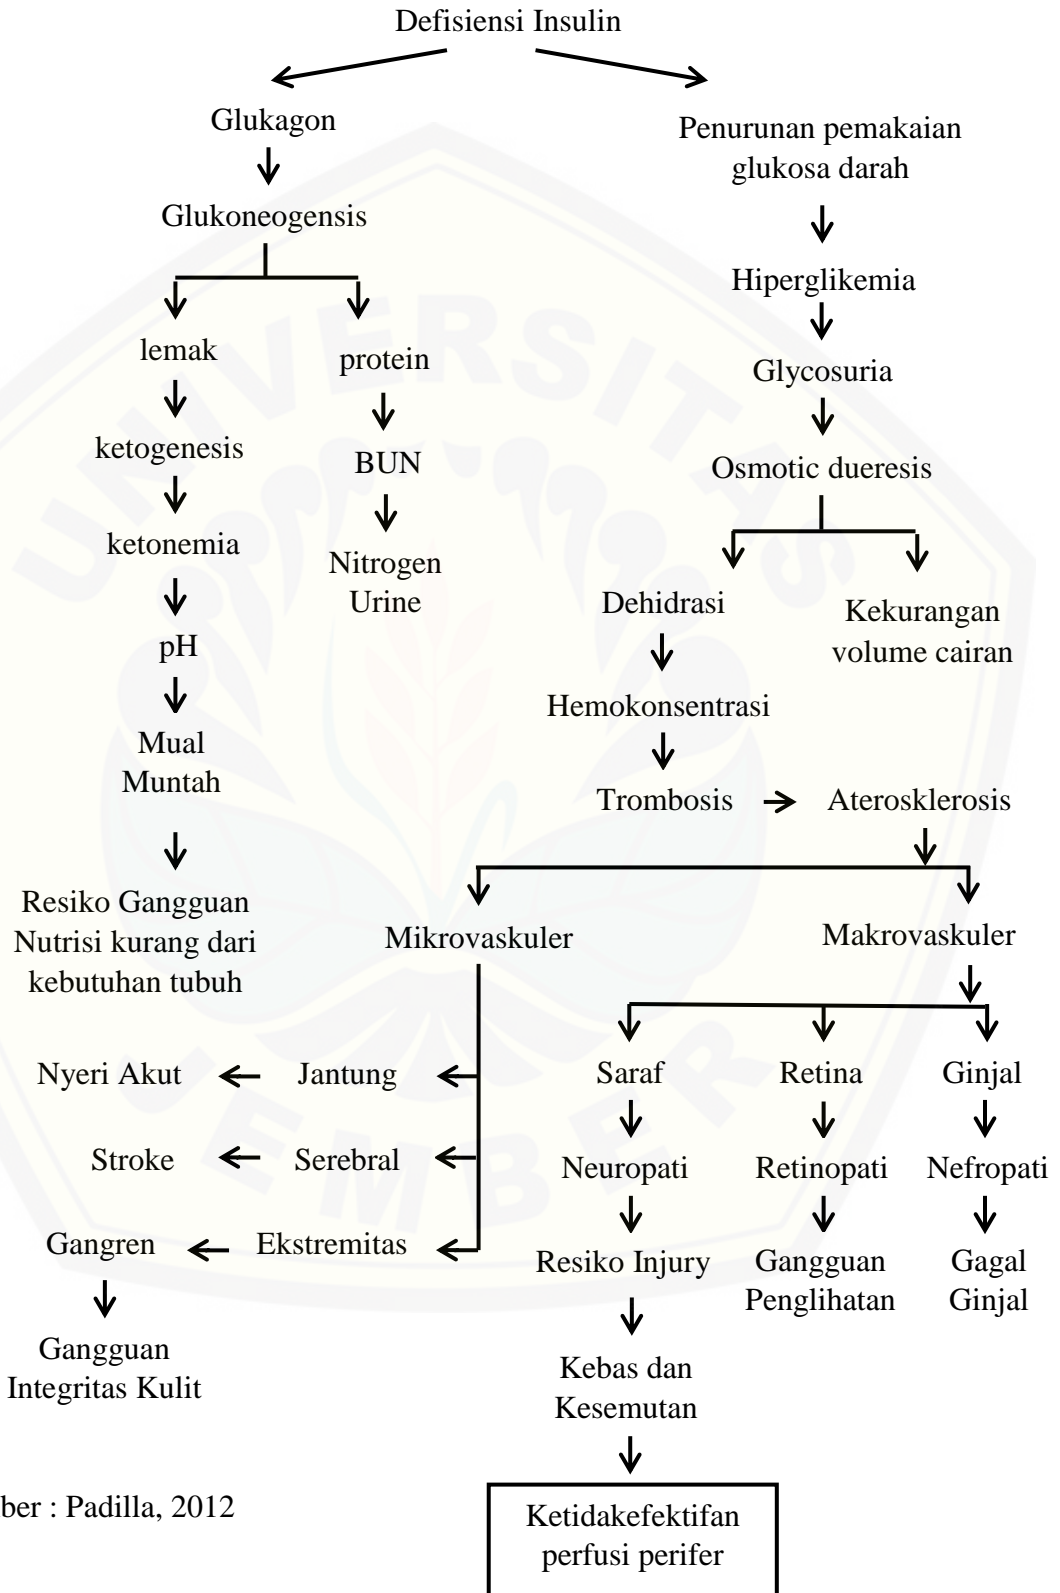 Defisiensi Insulin
Glukagon
Penurunan pemakaian
glukosa darah
Glukoneogensis
Hiperglikemia
lemak
protein
Glycosuria
ketogenesis
BUN
Osmotic dueresis
ketonemia
Nitrogen
Urine
Dehidrasi
Kekurangan
volume cairan
pH
Hemokonsentrasi
Mual
Muntah
Trombosis
Aterosklerosis
Resiko Gangguan
Nutrisi kurang dari
kebutuhan tubuh
Mikrovaskuler
Makrovaskuler
Nyeri Akut
Jantung
Saraf
Retina
Ginjal
Stroke
Serebral
Neuropati
Retinopati
Nefropati
Gangren
Ekstremitas
Resiko Injury
Gangguan
Penglihatan
Gagal
Ginjal
Gangguan
Integritas Kulit
Kebas dan
Kesemutan
ber : Padilla, 2012
Ketidakefektifan
perfusi perifer
UNIVERSITAS
JEMBER